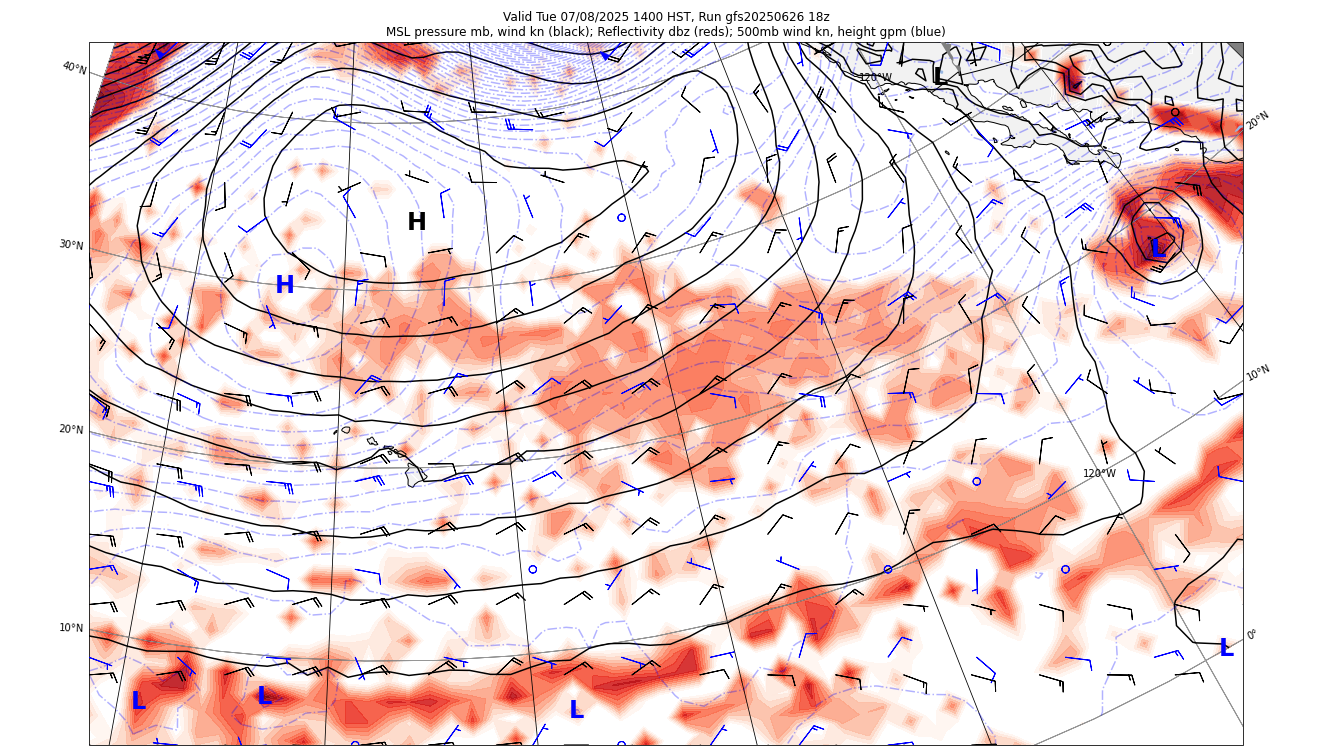 Valid Tue 07/08/2025 1400 HST, Run gfs20250626 18z
MSL pressure mb, wind kn (black); Reflectivity dbz (reds); 500mb wind kn, height gpm (blue)
40°N
120°W
L
20°N
H
30°N
L
H
10°N
20°N
120°W
10°N
0°
L
L
L
L